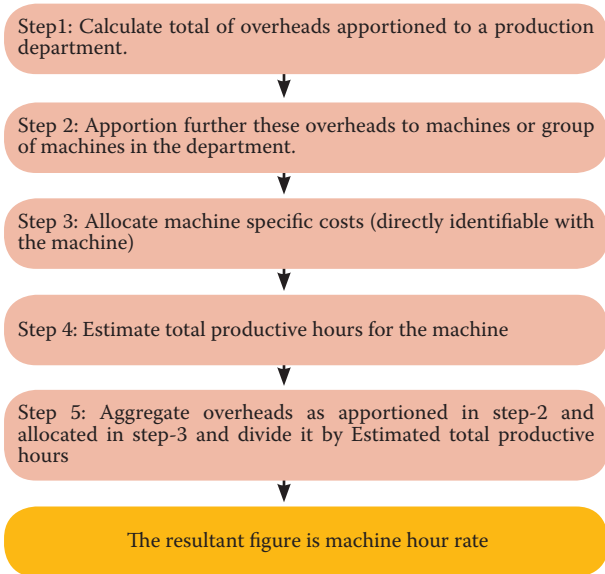 Step1: Calculate total of overheads apportioned to a production
department.
Step 2: Apportion further these overheads to machines or group
of machines in the department.
Step 3: Allocate machine specific costs (directly identifiable with
the machine)
Step 4: Estimate total productive hours for the machine
Step 5: Aggregate overheads as apportioned in step-2 and
allocated in step-3 and divide it by Estimated total productive
hours
The resultant figure is machine hour rate